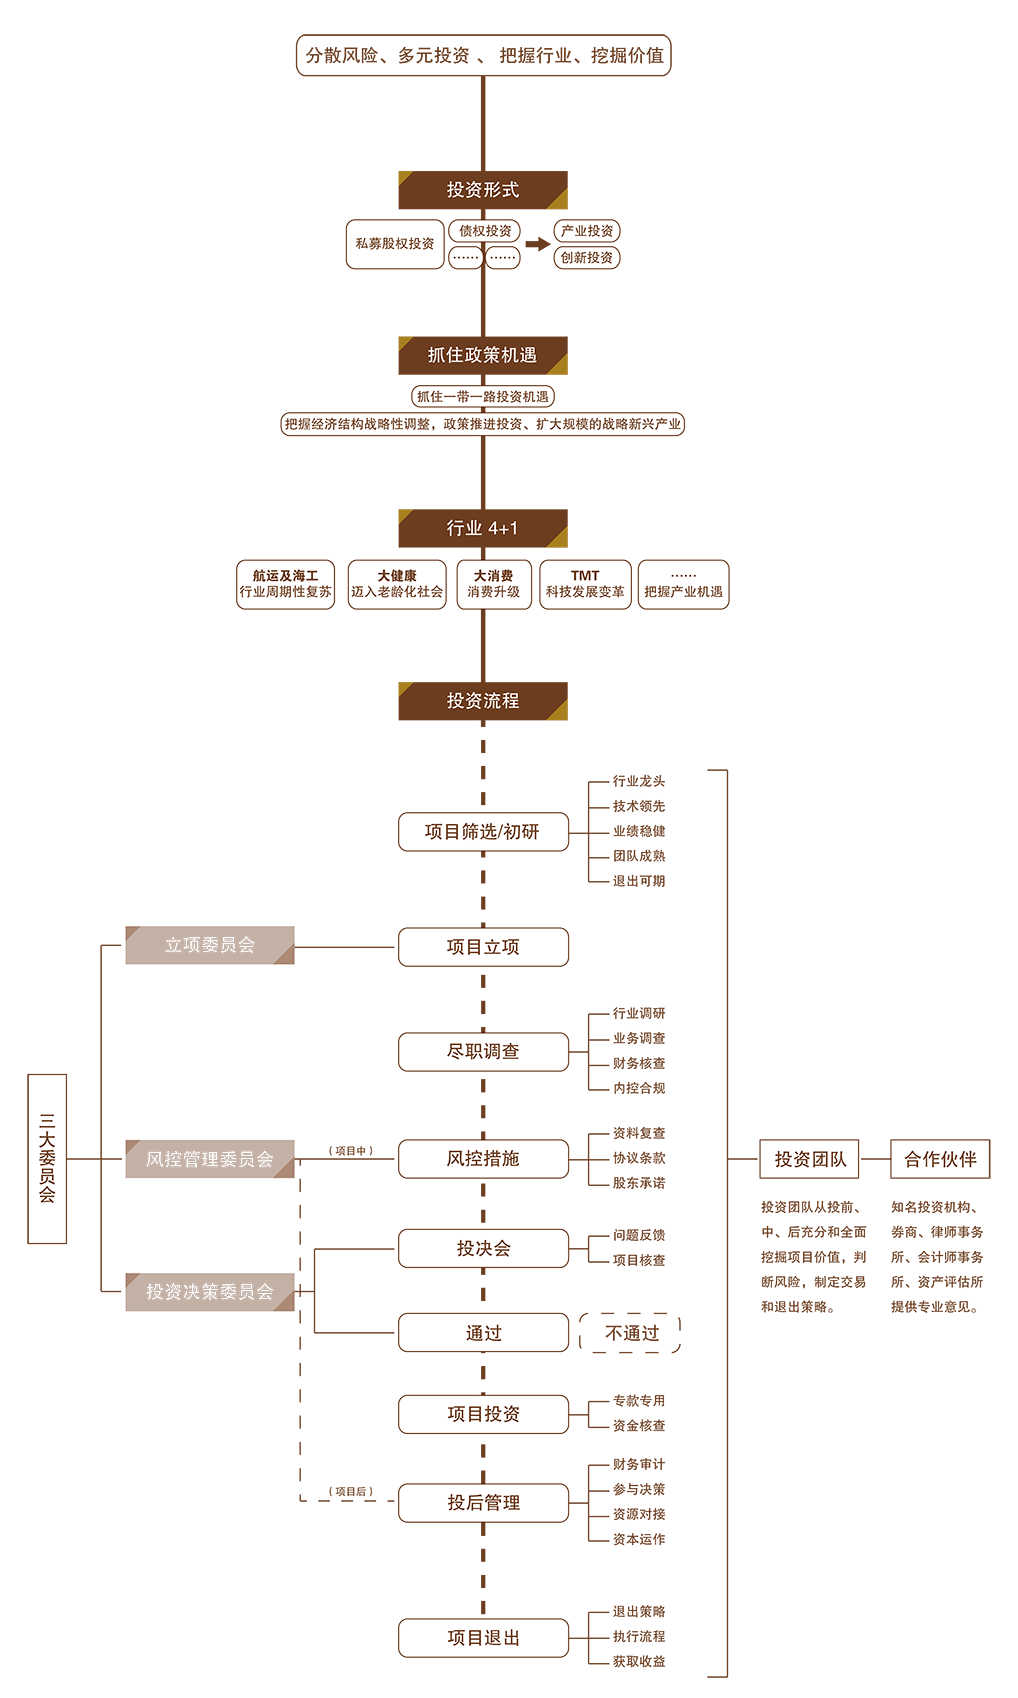 分散风险、多元投资 、 把握行业、挖掘价值
投资形式
私募股权投资
债权投资
…… ……
产业投资
创新投资
抓住政策机遇
抓住一带一路投资机遇
把握经济结构战略性调整，政策推进投资、扩大规模的战略新兴产业
行业 4+1
航运及海工
行业周期性复苏
大健康
迈入老龄化社会
大消费
消费升级
TMT
科技发展变革
……
把握产业机遇
投资流程
项目筛选/初研
行业龙头
技术领先
业绩稳健
团队成熟
退出可期
立项委员会
项目立项
尽职调查
行业调研
业务调查
财务核查
内控合规
三大委员会
风控管理委员会
（项目中）
风控措施
资料复查
协议条款
股东承诺
投资团队
合作伙伴
投资团队从投前、
中、后充分和全面
挖掘项目价值，判
断风险，制定交易
和退出策略。
知名投资机构、
券商、律师事务
所、会计师事务
所、资产评估所
提供专业意见。
投决会
问题反馈
项目核查
投资决策委员会
通过
不通过
项目投资
专款专用
资金核查
（项目后）
投后管理
财务审计
参与决策
资源对接
资本运作
项目退出
退出策略
执行流程
获取收益